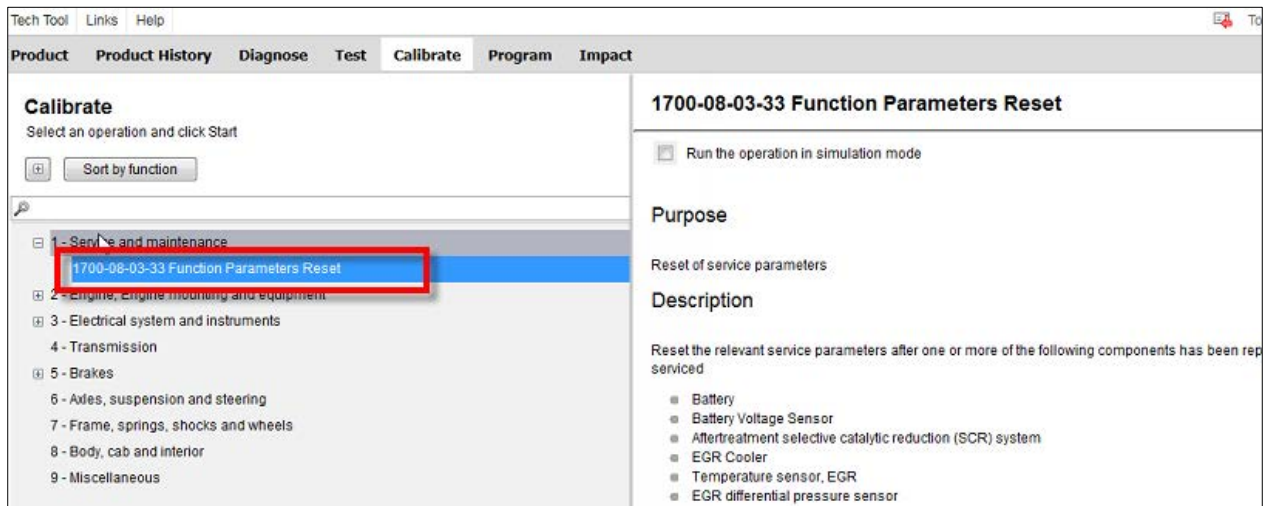 Tech Tool Links Help
Product Product History Diagnose Test Calibrate Program Impact
Calibrate
Select an operation and click Start
Sort by function
1 - Service and maintenance
1700-08-03-33 Function Parameters Reset
2 - Engine, Engine mounting and equipment
3 - Electrical system and instruments
4 - Transmission
5 - Brakes
6 - Axles, suspension and steering
7 - Frame, springs, shocks and wheels
8 - Body, cab and interior
9 - Miscellaneous
1700-08-03-33 Function Parameters Reset
Run the operation in simulation mode
Purpose
Reset of service parameters
Description
Reset the relevant service parameters after one or more of the following components has been rep
serviced
Battery
Battery Voltage Sensor
Aftertreatment selective catalytic reduction (SCR) system
EGR Cooler
Temperature sensor, EGR
EGR differential pressure sensor